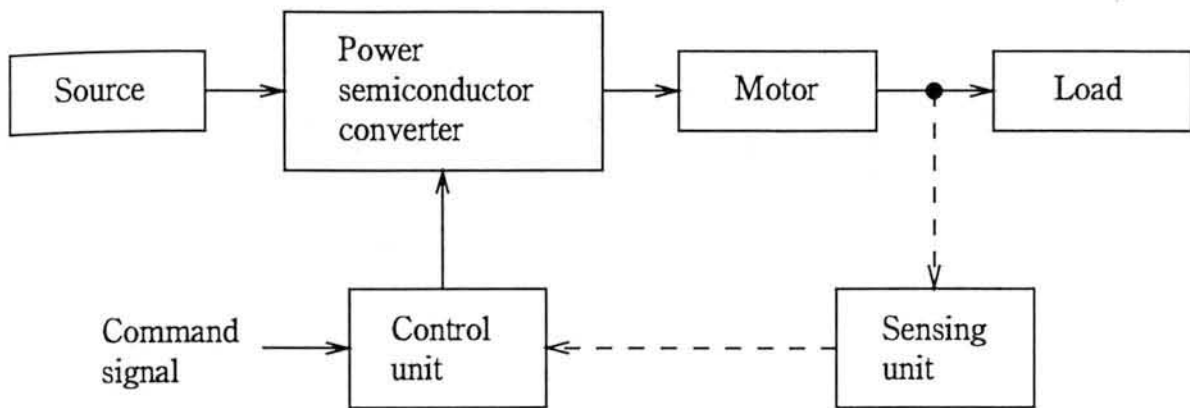 Source
Power
semiconductor
converter
Motor
Load
Command
signal
Control
unit
Sensing
unit